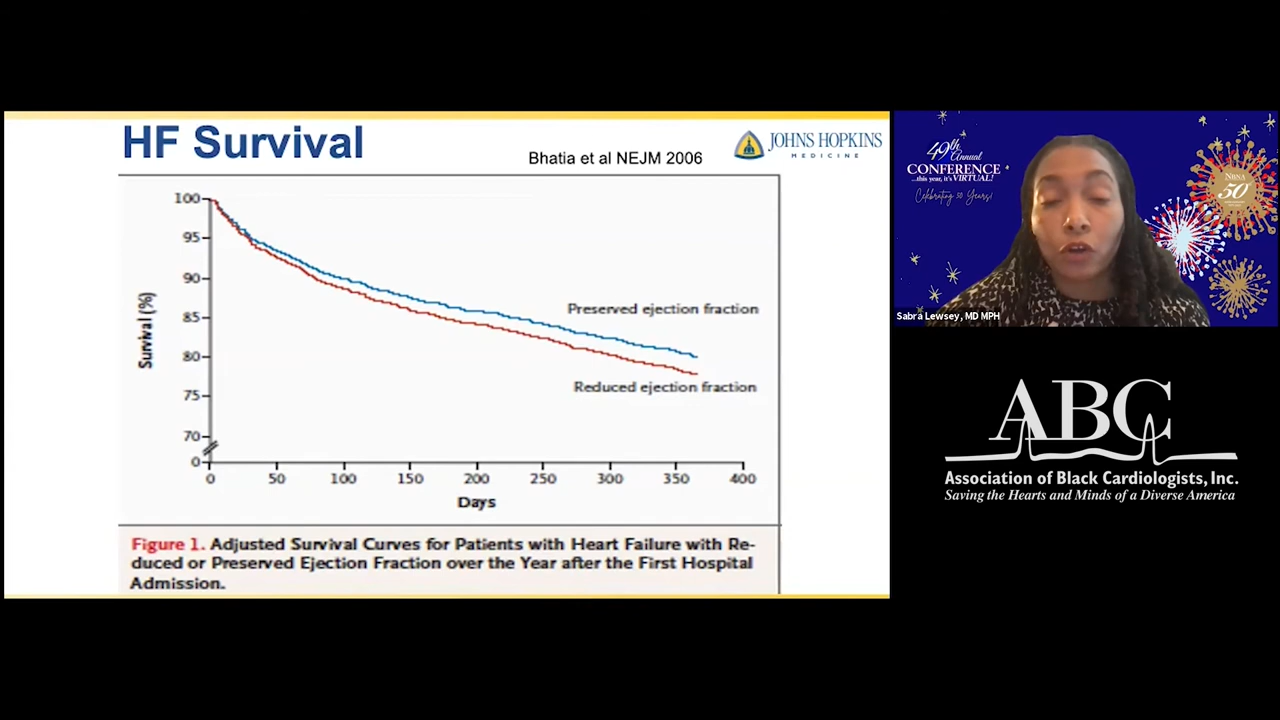 HF Survival
Bhatia et al NEJM 2006
JOHNS HOPKINS
MEDICINE
100
95
90
85
80
75
70
0
Survival (%)
Preserved ejection fraction
Reduced ejection fraction
0 50 100 150 200 250 300 350 400
Days
Figure 1. Adjusted Survival Curves for Patients with Heart Failure with Re-
duced or Preserved Ejection Fraction over the Year after the First Hospital
Admission.
49th Annual
CONFERENCE
...this year, it's VIRTUAL!
Celebrating 50 Years!
NBNA
50
Sabra Lewsey, MD MPH
ABC
Association of Black Cardiologists, Inc.
Saving the Hearts and Minds of a Diverse America